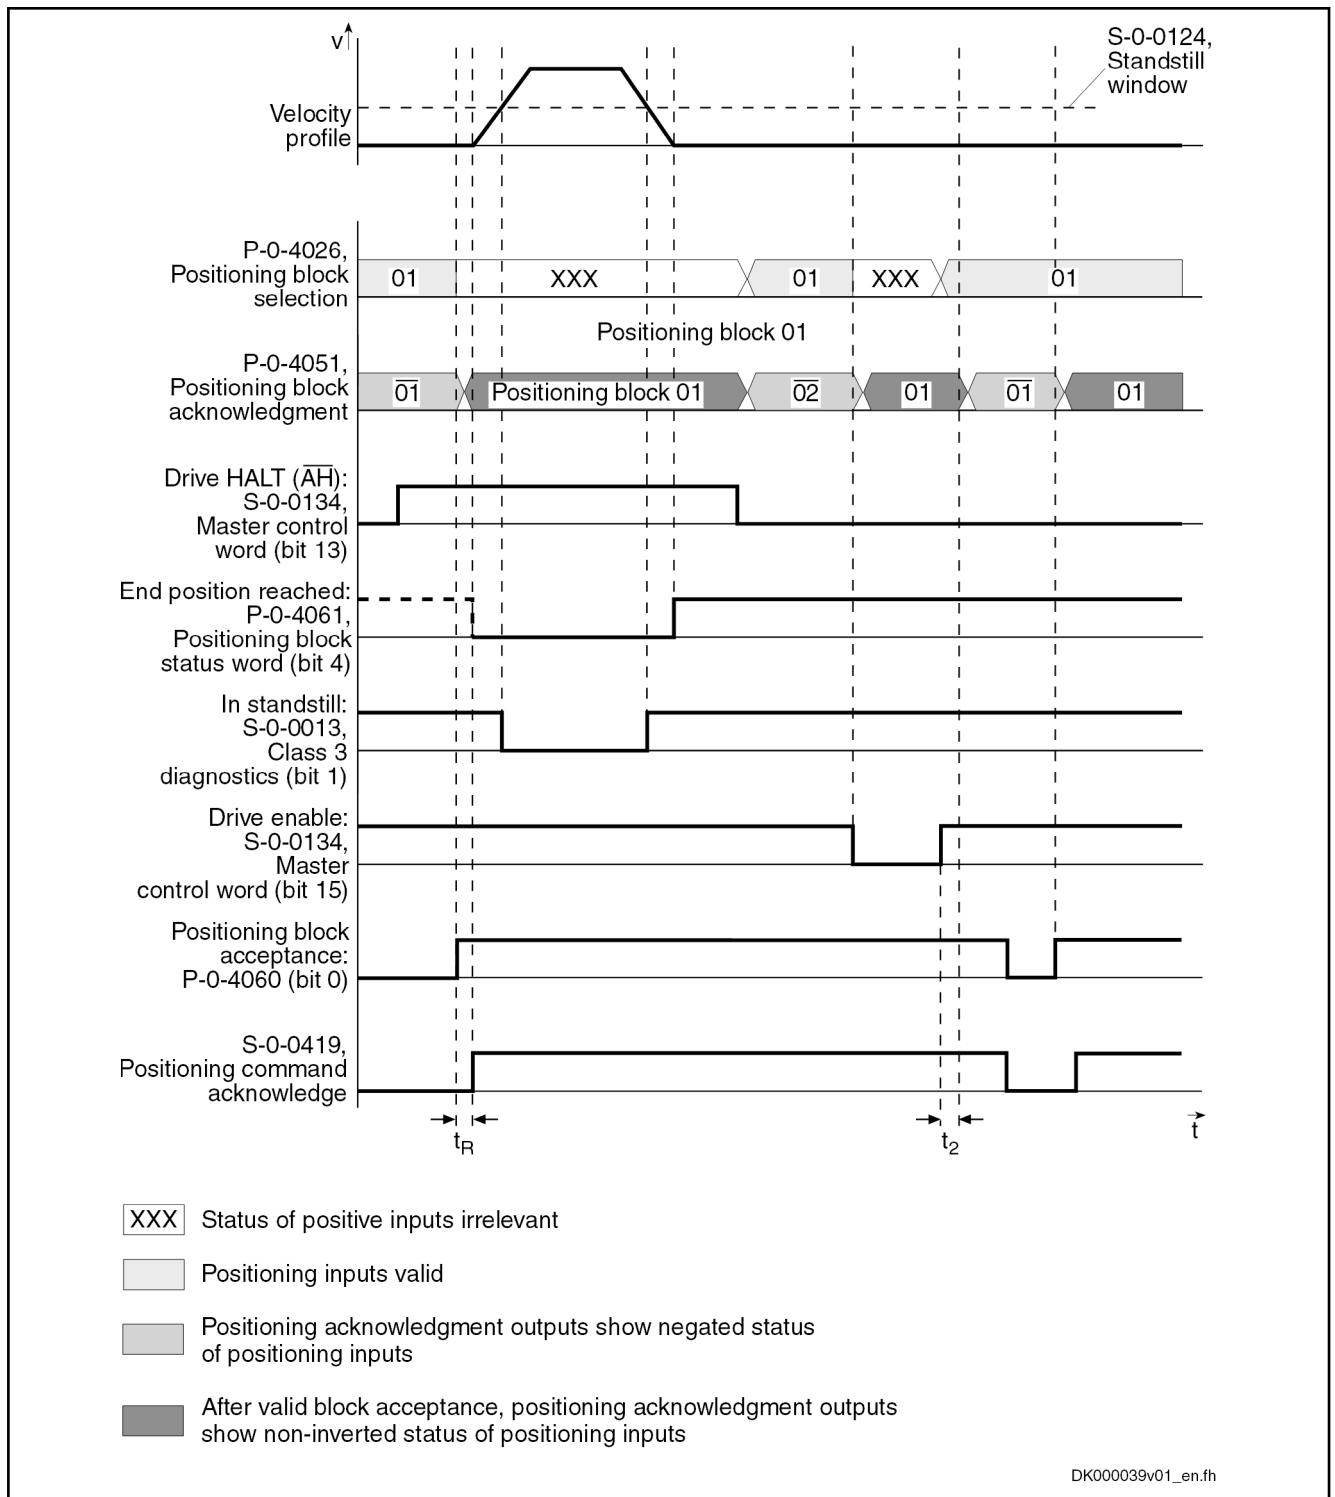 v
S-0-0124,
Standstill
window
Velocity
profile
P-0-4026,
Positioning block
selection
01
XXX
01
XXX
01
Positioning block 01
P-0-4051,
Positioning block
acknowledgment
0̅1̅
Positioning block 01
0̅2̅
01
0̅1̅
01
Drive HALT (A̅H̅):
S-0-0134,
Master control
word (bit 13)
End position reached:
P-0-4061,
Positioning block
status word (bit 4)
In standstill:
S-0-0013,
Class 3
diagnostics (bit 1)
Drive enable:
S-0-0134,
Master
control word (bit 15)
Positioning block
acceptance:
P-0-4060 (bit 0)
S-0-0419,
Positioning command
acknowledge
tR
t2
t
XXX Status of positive inputs irrelevant
Positioning inputs valid
Positioning acknowledgment outputs show negated status
of positioning inputs
After valid block acceptance, positioning acknowledgment outputs
show non-inverted status of positioning inputs
DK000039v01_en.fh